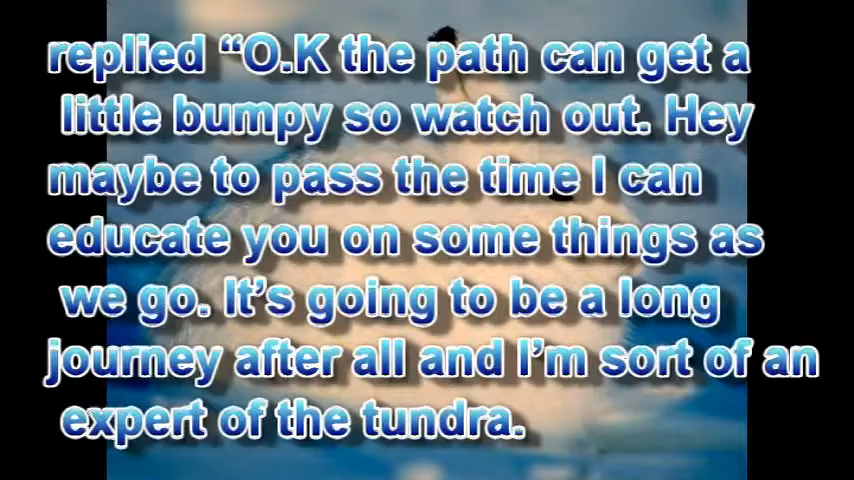 replied “O.K the path can get a
little bumpy so watch out. Hey
maybe to pass the time I can
educate you on some things as
we go. It’s going to be a long
journey after all and I’m sort of an
expert of the tundra.